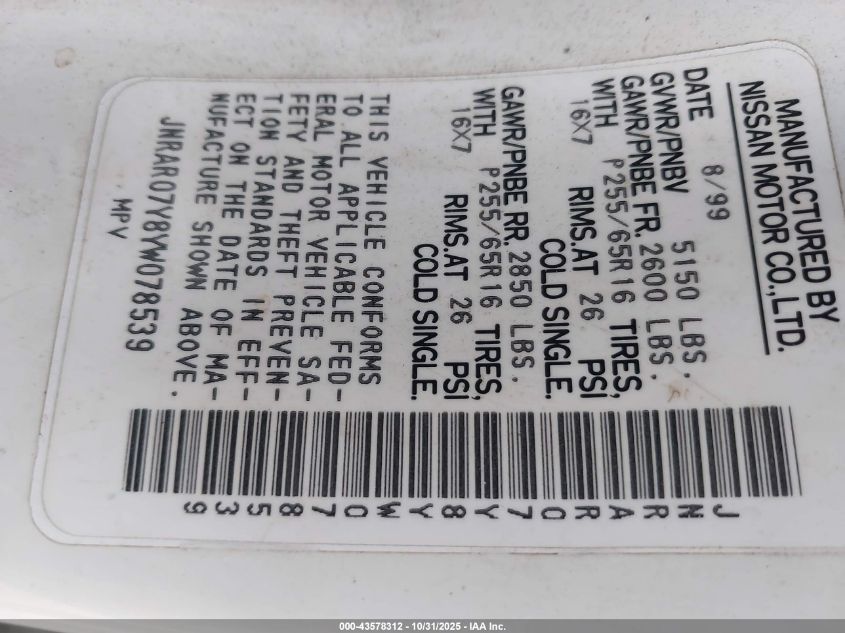 MANUFACTURED BY
NISSAN MOTOR CO.,LTD.
DATE 8/99
GVWR/PNBV 5150 LBS.
GAWR/PNBE FR. 2600 LBS.
WITH P255/65R16 TIRES,
16X7 RIMS.AT 26 PSI
COLD SINGLE.
GAWR/PNBE RR. 2850 LBS.
WITH P255/65R16 TIRES,
16X7 RIMS.AT 26 PSI
COLD SINGLE.
THIS VEHICLE CONFORMS
TO ALL APPLICABLE FED-
ERAL MOTOR VEHICLE SA-
FETY AND THEFT PREVEN-
TION STANDARDS IN EFF-
ECT ON THE DATE OF MA-
NUFACTURE SHOWN ABOVE.
JNRAR07Y8YW078539
MPV
JNRAR07Y8YW078539
000-43578312 - 10/31/2025 - IAA Inc.